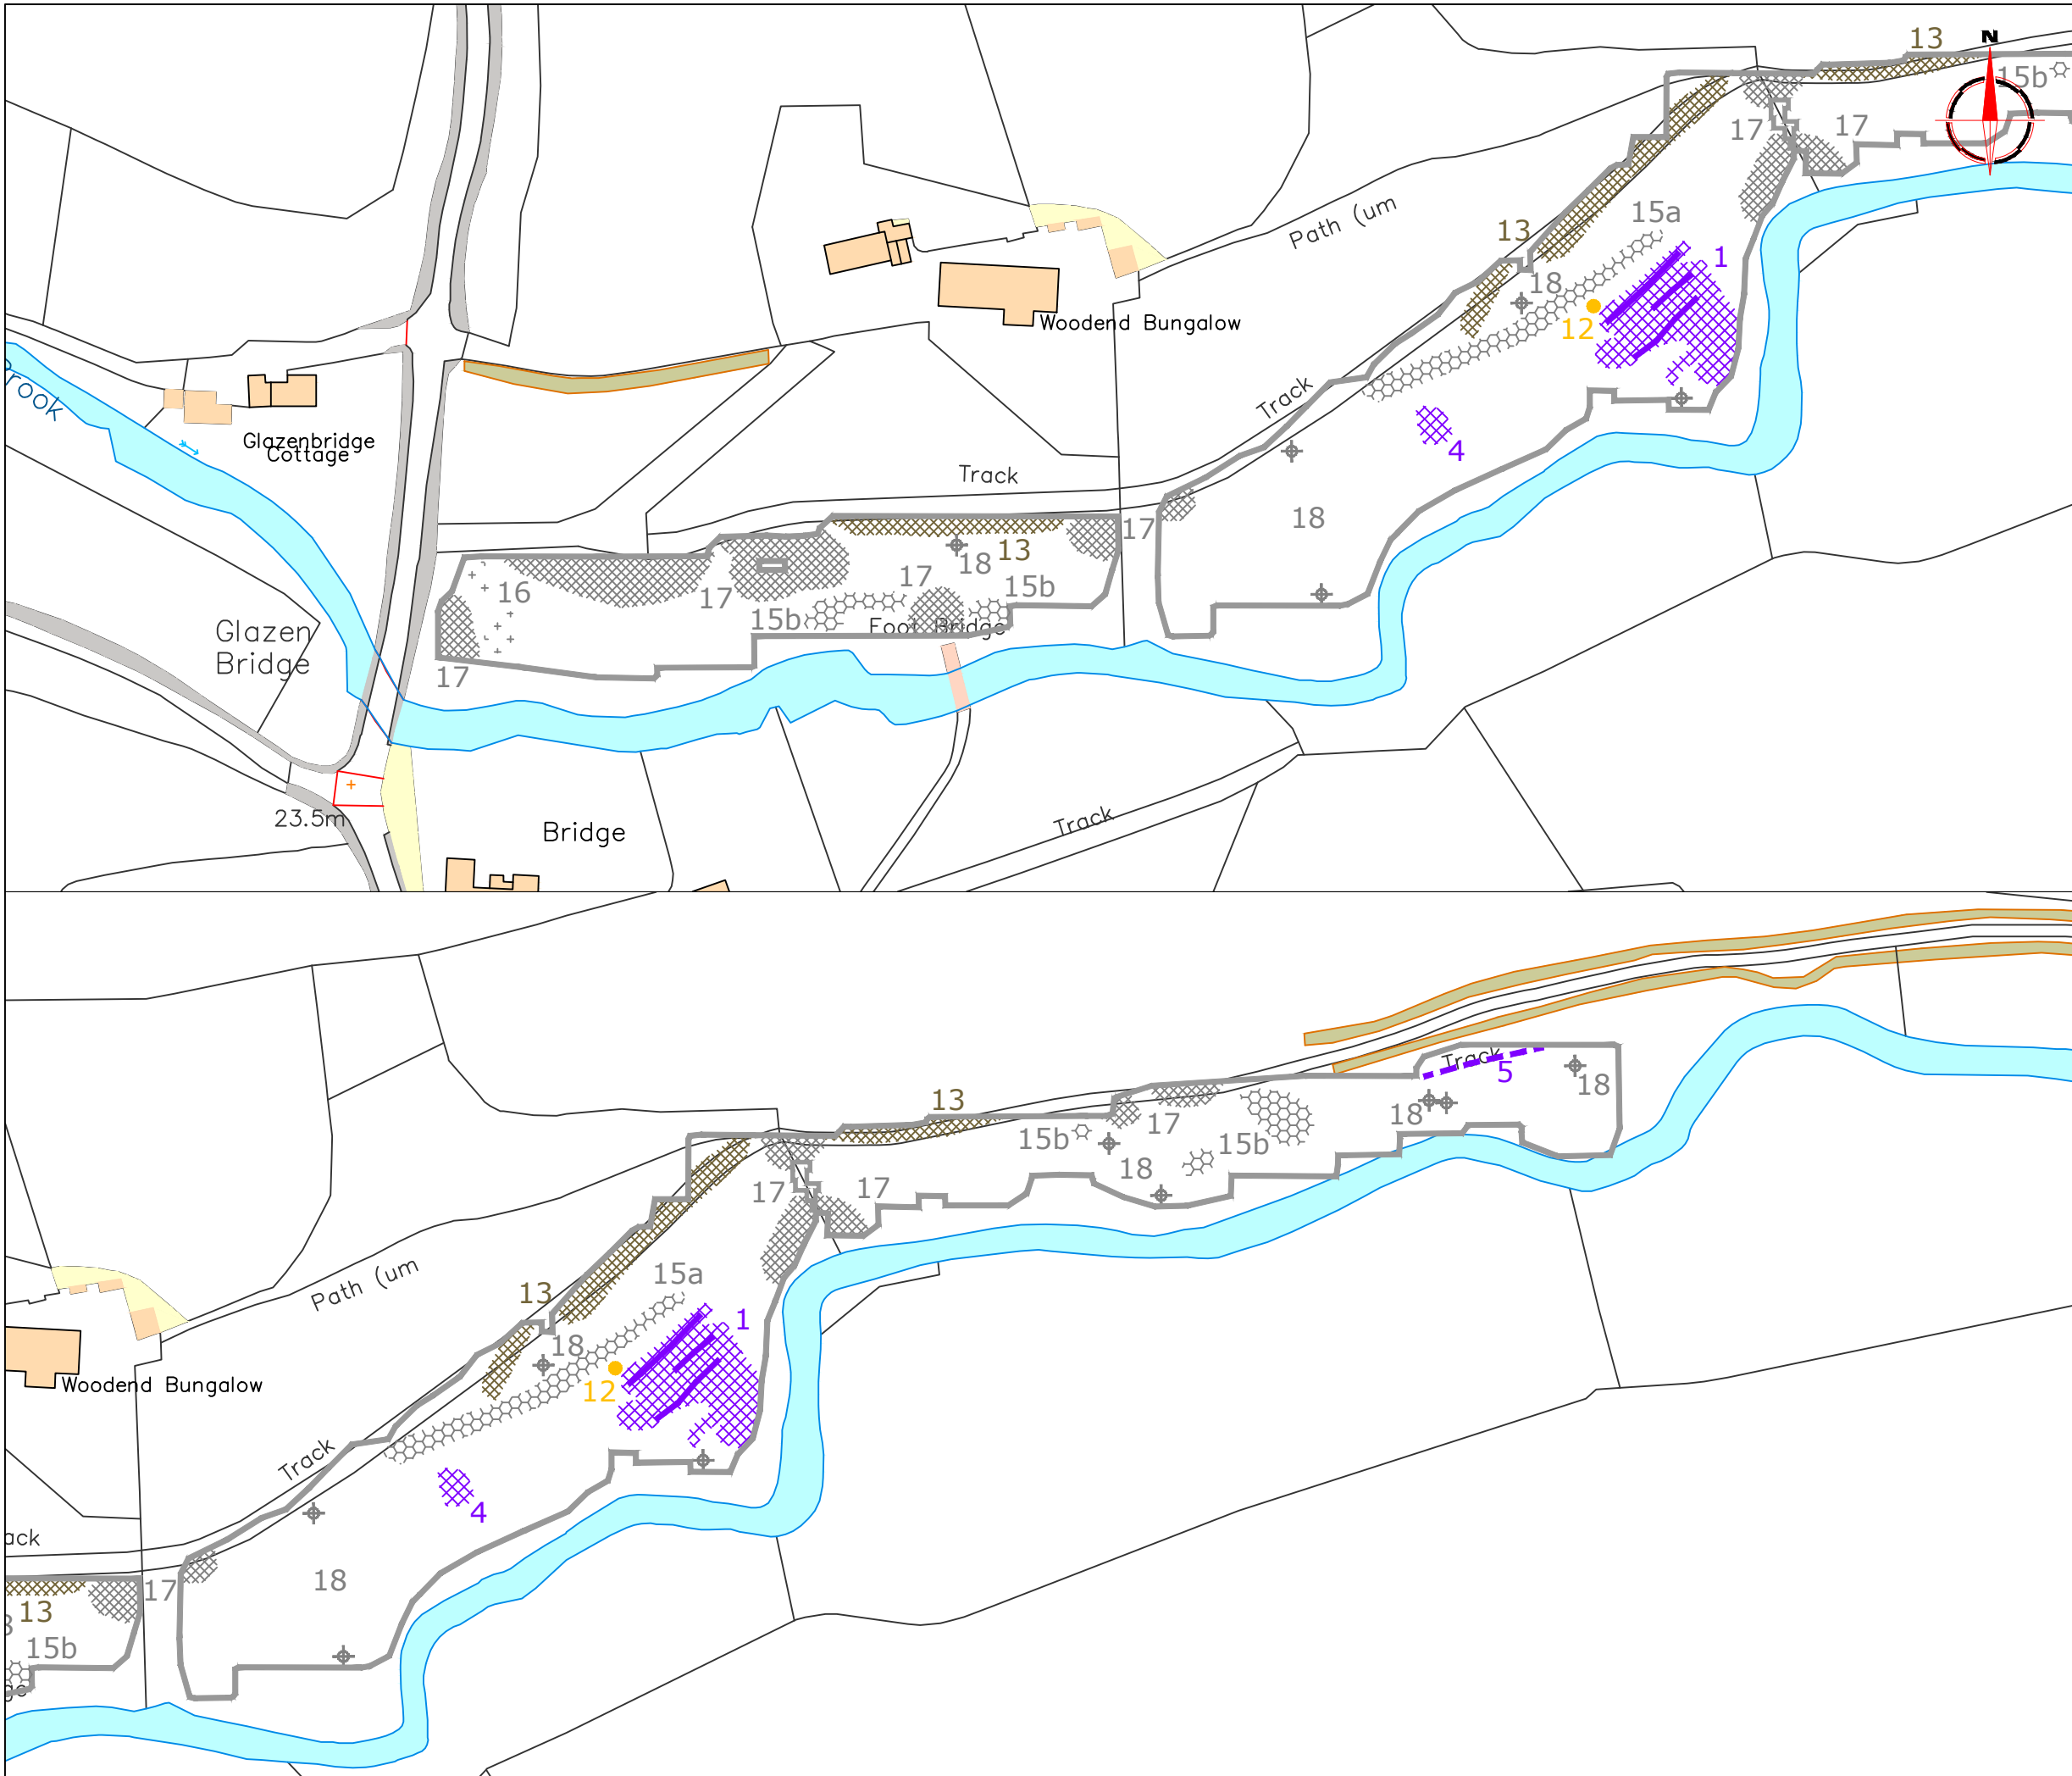 13
N
15b
17
17
Path (um
15a
13
1
18
12
Woodend Bungalow
Brook
Glazenbridge
Cottage
Track
4
Track
18
17
13
18
17
15b
16
17
15b
Foot Bridge
Glazen
Bridge
17
23.5m
Track
Bridge
Track
5
18
13
18
17
15b
15b
18
17
17
15a
Path (um
13
1
18
12
Woodend Bungalow
Track
4
ack
18
17
13
15b